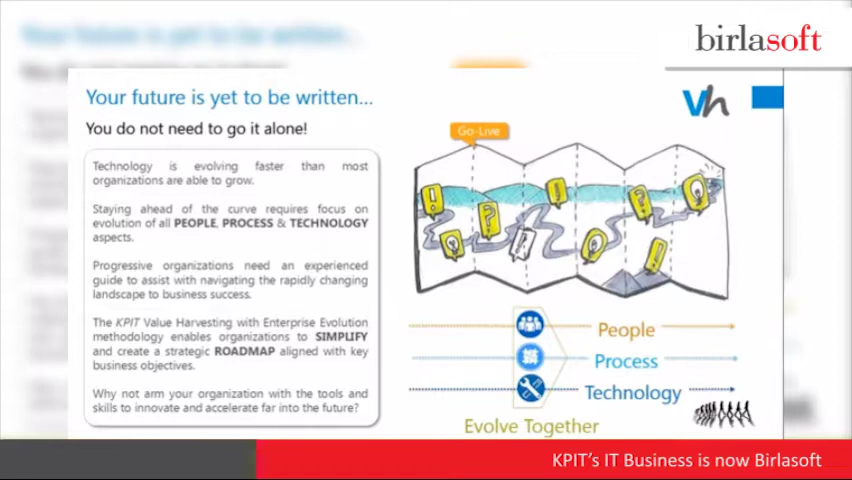 birlasoft
Your future is yet to be written...
You do not need to go it alone!
Vh
Go-Live
Technology is evolving faster than most
organizations are able to grow.
Staying ahead of the curve requires focus on
evolution of all PEOPLE, PROCESS & TECHNOLOGY
aspects.
Progressive organizations need an experienced
guide to assist with navigating the rapidly changing
landscape to business success.
The KPIT Value Harvesting with Enterprise Evolution
methodology enables organizations to SIMPLIFY
and create a strategic ROADMAP aligned with key
business objectives.
Why not arm your organization with the tools and
skills to innovate and accelerate far into the future?
People
Process
Technology
Evolve Together
KPIT's IT Business is now Birlasoft